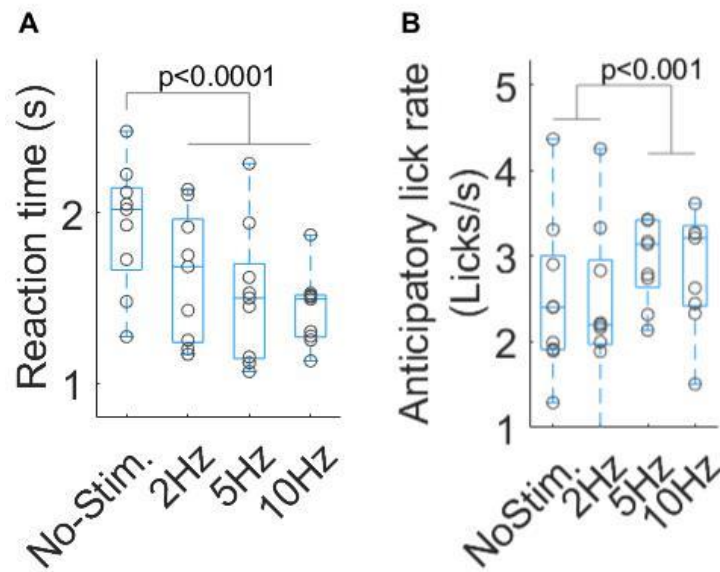 A
p<0.0001
Reaction time (s)
2
1
No-Stim.
2Hz
5Hz
10Hz
B
p<0.001
Anticipatory lick rate
(Licks/s)
5
4
3
2
1
NoStim.
2Hz
5Hz
10Hz